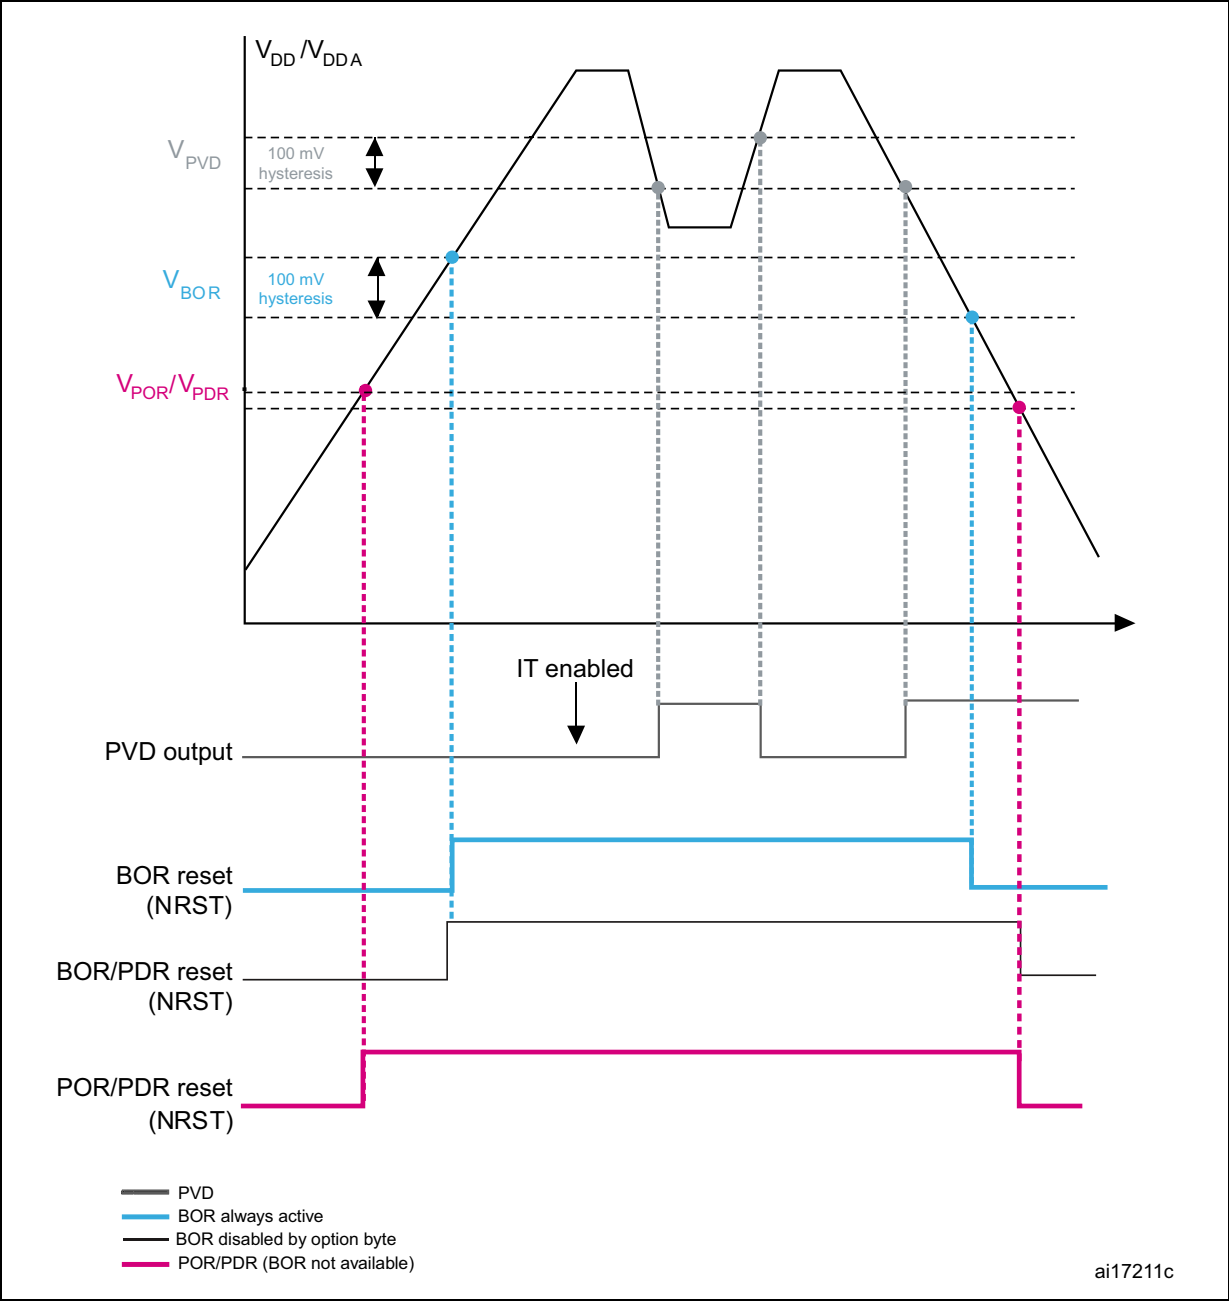 VDD /VDDA
VPVD
100 mV
hysteresis
VBOR
100 mV
hysteresis
VPOR/VPDR
IT enabled
PVD output
BOR reset
(NRST)
BOR/PDR reset
(NRST)
POR/PDR reset
(NRST)
PVD
BOR always active
BOR disabled by option byte
POR/PDR (BOR not available)
ai17211c